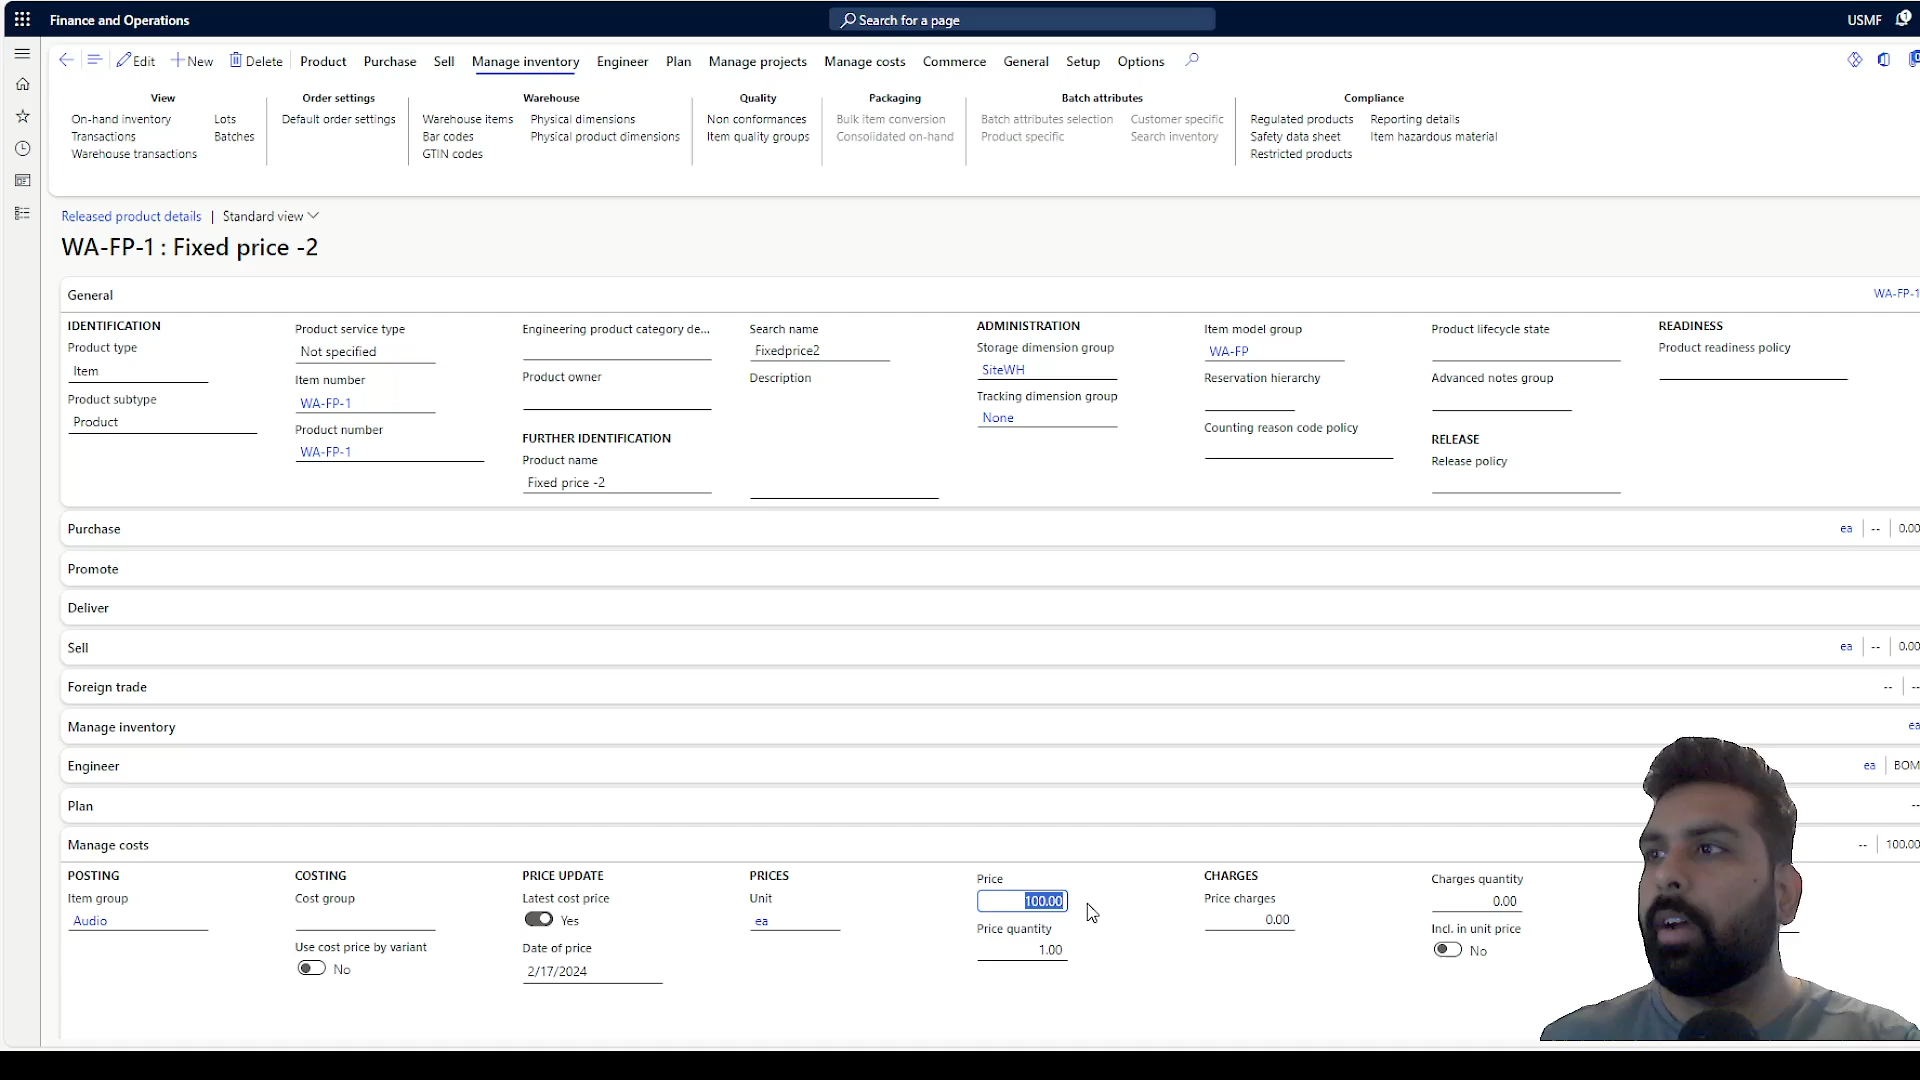 Finance and Operations
Search for a page
USMF
1
Edit
New
Delete
Product
Purchase
Sell
Manage inventory
Engineer
Plan
Manage projects
Manage costs
Commerce
General
Setup
Options
View
On-hand inventory
Transactions
Warehouse transactions
Lots
Batches
Order settings
Default order settings
Warehouse
Warehouse items
Bar codes
GTIN codes
Physical dimensions
Physical product dimensions
Quality
Non conformances
Item quality groups
Packaging
Bulk item conversion
Consolidated on-hand
Batch attributes
Batch attributes selection
Product specific
Customer specific
Search inventory
Compliance
Regulated products
Safety data sheet
Restricted products
Reporting details
Item hazardous material
Released product details | Standard view
WA-FP-1 : Fixed price -2
General
WA-FP-1
IDENTIFICATION
Product type
Item
Product subtype
Product
Product service type
Not specified
Item number
WA-FP-1
Product number
WA-FP-1
Engineering product category de...
Product owner
FURTHER IDENTIFICATION
Product name
Fixed price -2
Search name
Fixedprice2
Description
ADMINISTRATION
Storage dimension group
SiteWH
Tracking dimension group
None
Item model group
WA-FP
Reservation hierarchy
Counting reason code policy
Product lifecycle state
Advanced notes group
RELEASE
Release policy
READINESS
Product readiness policy
Purchase
ea | -- | 0.00
Promote
Deliver
Sell
ea | -- | 0.00
Foreign trade
-- | --
Manage inventory
ea
Engineer
ea | BOM
Plan
--
Manage costs
-- | 100.00
POSTING
Item group
Audio
COSTING
Cost group
Use cost price by variant
No
PRICE UPDATE
Latest cost price
Yes
Date of price
2/17/2024
PRICES
Unit
ea
Price
100.00
Price quantity
1.00
CHARGES
Price charges
0.00
Charges quantity
0.00
Incl. in unit price
No